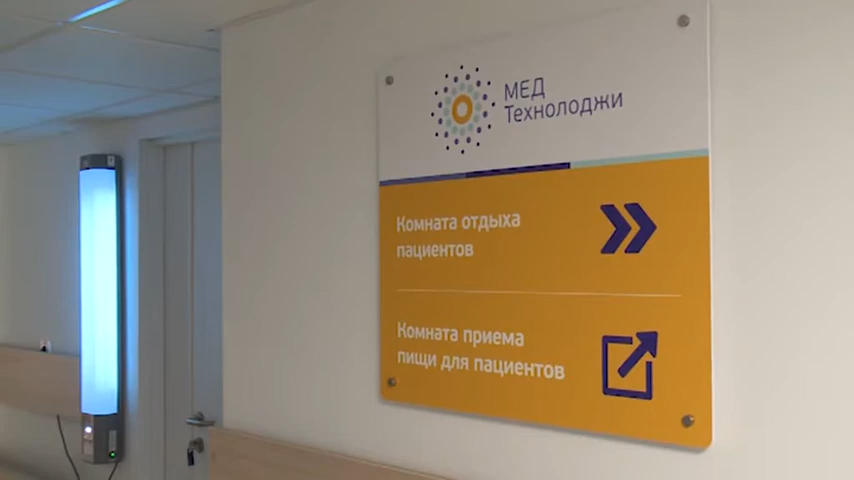 МЕД
Технолоджи
Комната отдыха
пациентов
Комната приема
пищи для пациентов